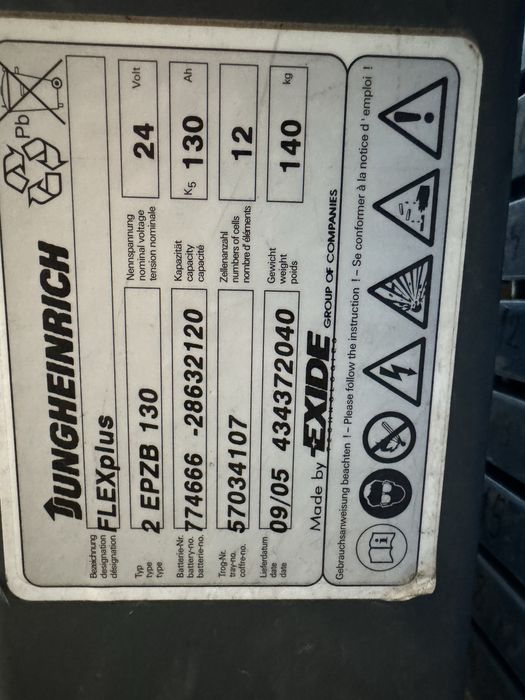 JUNGHEINRICH
Pb
Bezeichnung
designation
désignation
FLEXplus
Typ
type
type
2 EPZB 130
Nennspannung
nominal voltage
tension nominale
24
Volt
Batterie-Nr.
battery-no.
batterie-no.
774666 -28632120
Kapazität
capacity
capacité
K5 130
Ah
Trog-Nr.
tray-no.
coffre-no.
57034107
Zellenanzahl
numbers of cells
nombre d'éléments
12
Lieferdatum
date
date
09/05 434372040
Gewicht
weight
poids
140
kg
Made by EXIDE GROUP OF COMPANIES
TECHNOLOGIES
Gebrauchsanweisung beachten ! – Please follow the instruction ! – Se conformer à la notice d'emploi !